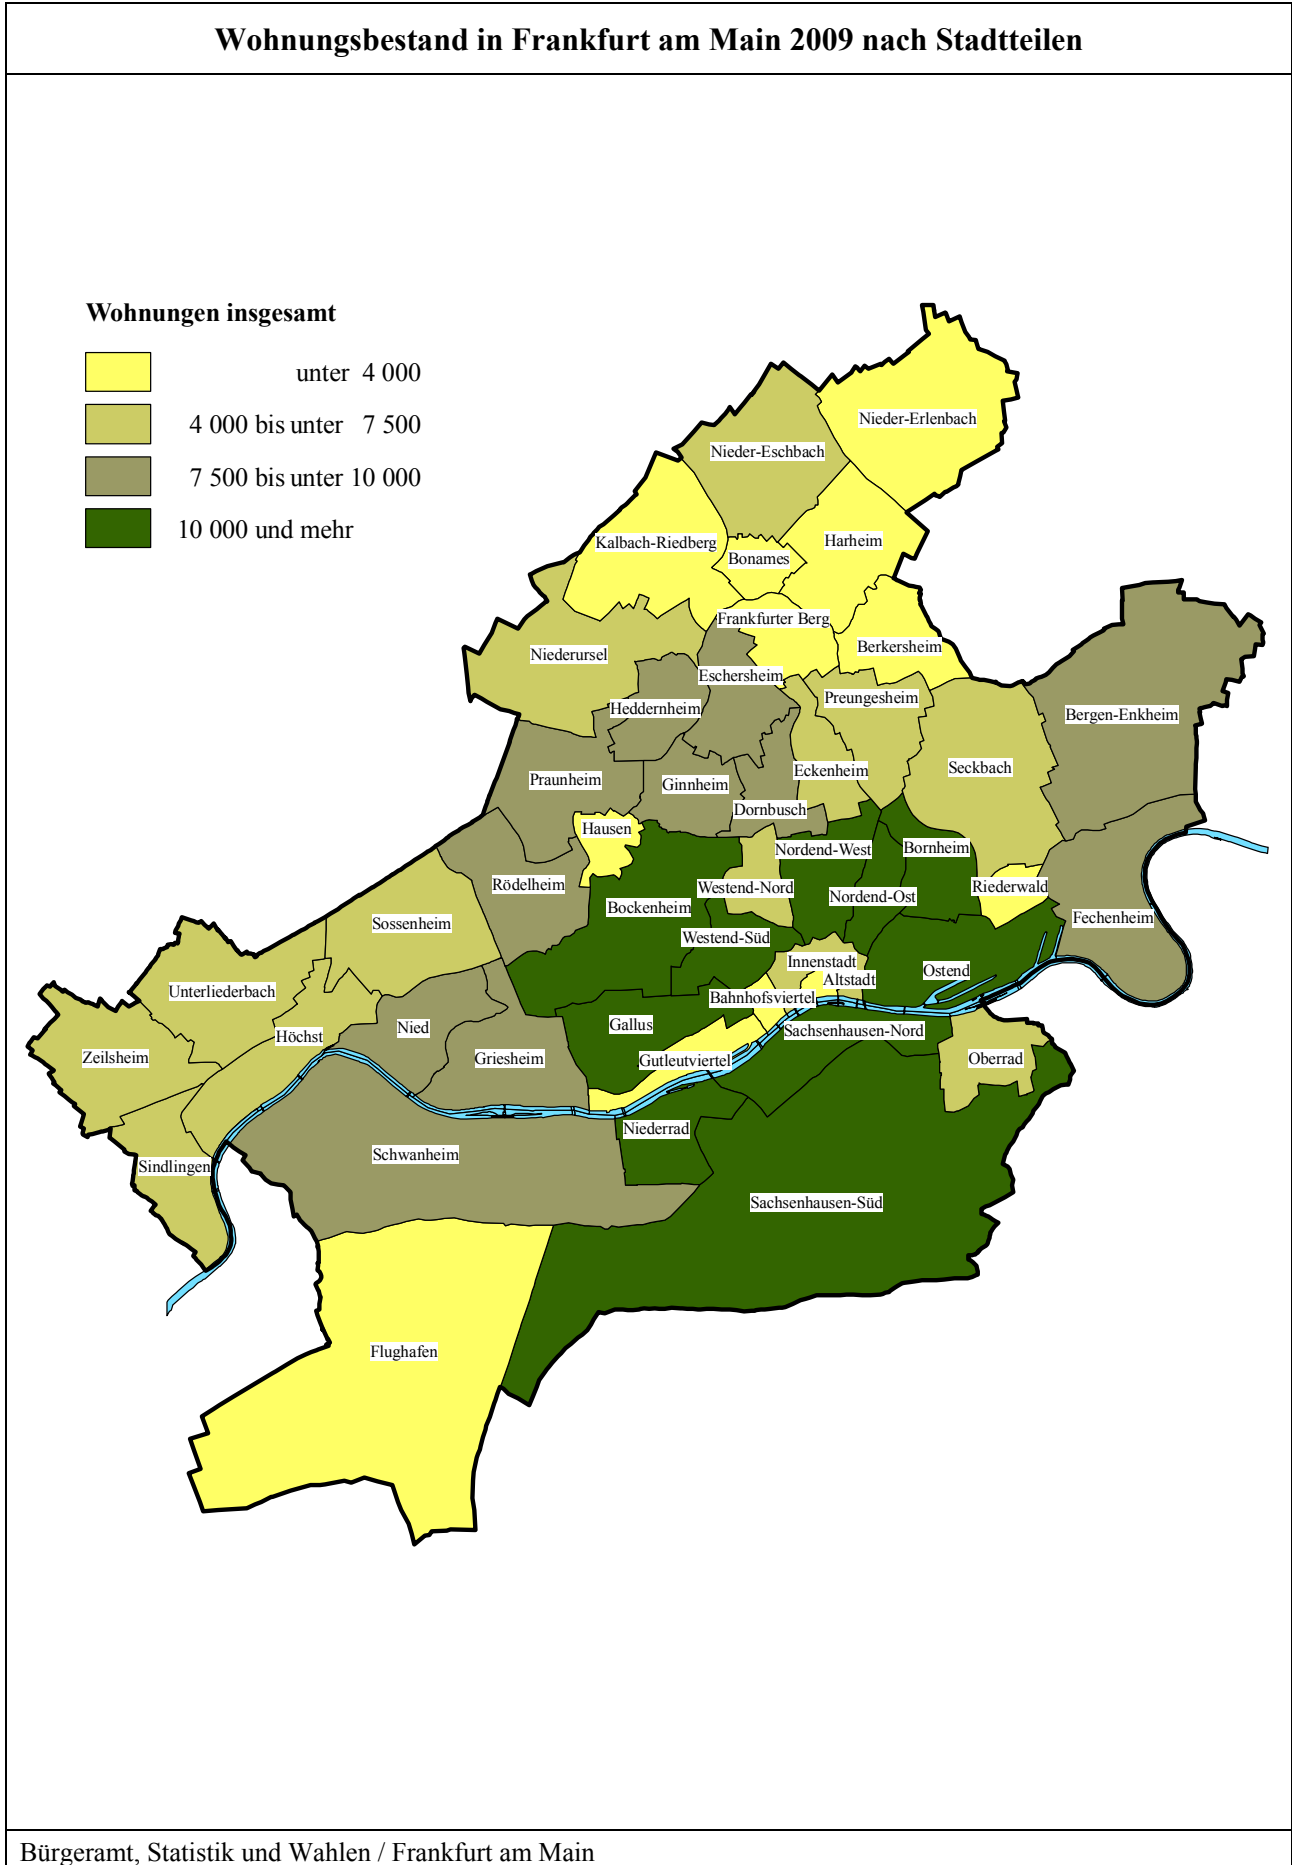 Wohnungsbestand in Frankfurt am Main 2009 nach Stadtteilen
Wohnungen insgesamt
unter 4 000
4 000 bis unter 7 500
7 500 bis unter 10 000
10 000 und mehr
Nieder-Erlenbach
Nieder-Eschbach
Kalbach-Riedberg
Harheim
Bonames
Frankfurter Berg
Berkersheim
Niederursel
Eschersheim
Preungesheim
Heddernheim
Bergen-Enkheim
Seckbach
Eckenheim
Praunheim
Ginnheim
Dornbusch
Hausen
Nordend-West
Bornheim
Rödelheim
Westend-Nord
Riederwald
Nordend-Ost
Bockenheim
Fechenheim
Sossenheim
Westend-Süd
Innenstadt
Ostend
Altstadt
Unterliederbach
Bahnhofsviertel
Gallus
Nied
Sachsenhausen-Nord
Höchst
Zeilsheim
Griesheim
Gutleutviertel
Oberrad
Niederrad
Schwanheim
Sindlingen
Sachsenhausen-Süd
Flughafen
Bürgeramt, Statistik und Wahlen / Frankfurt am Main